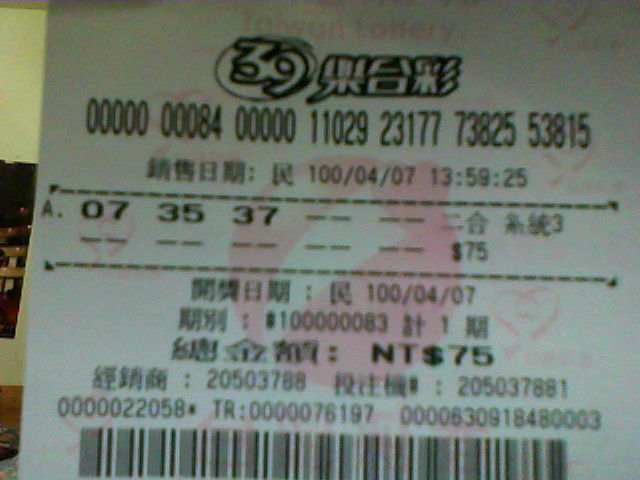 Taiwan Lottery
39樂合彩
00000 00084 00000 11029 23177 73825 53815
銷售日期: 民 100/04/07 13:59:25
A. 07 35 37 -- -- 二合 系統3
-- -- -- -- -- $75
開獎日期 : 民 100/04/07
期別 : #100000083 計 1 期
總金額: NT$75
經銷商 : 20503788 投注機# : 205037881
0000022058* TR:0000076197 0000630918480003